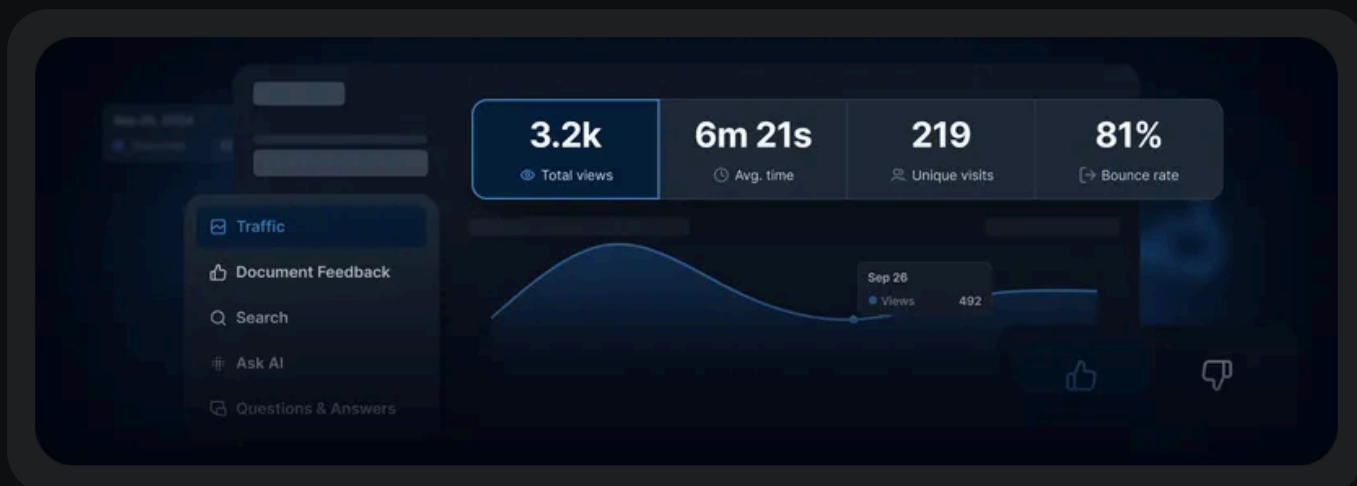 3.2k
Total views
6m 21s
Avg. time
219
Unique visits
81%
Bounce rate
Traffic
Document Feedback
Search
Ask AI
Questions & Answers
Sep 26
Views 492